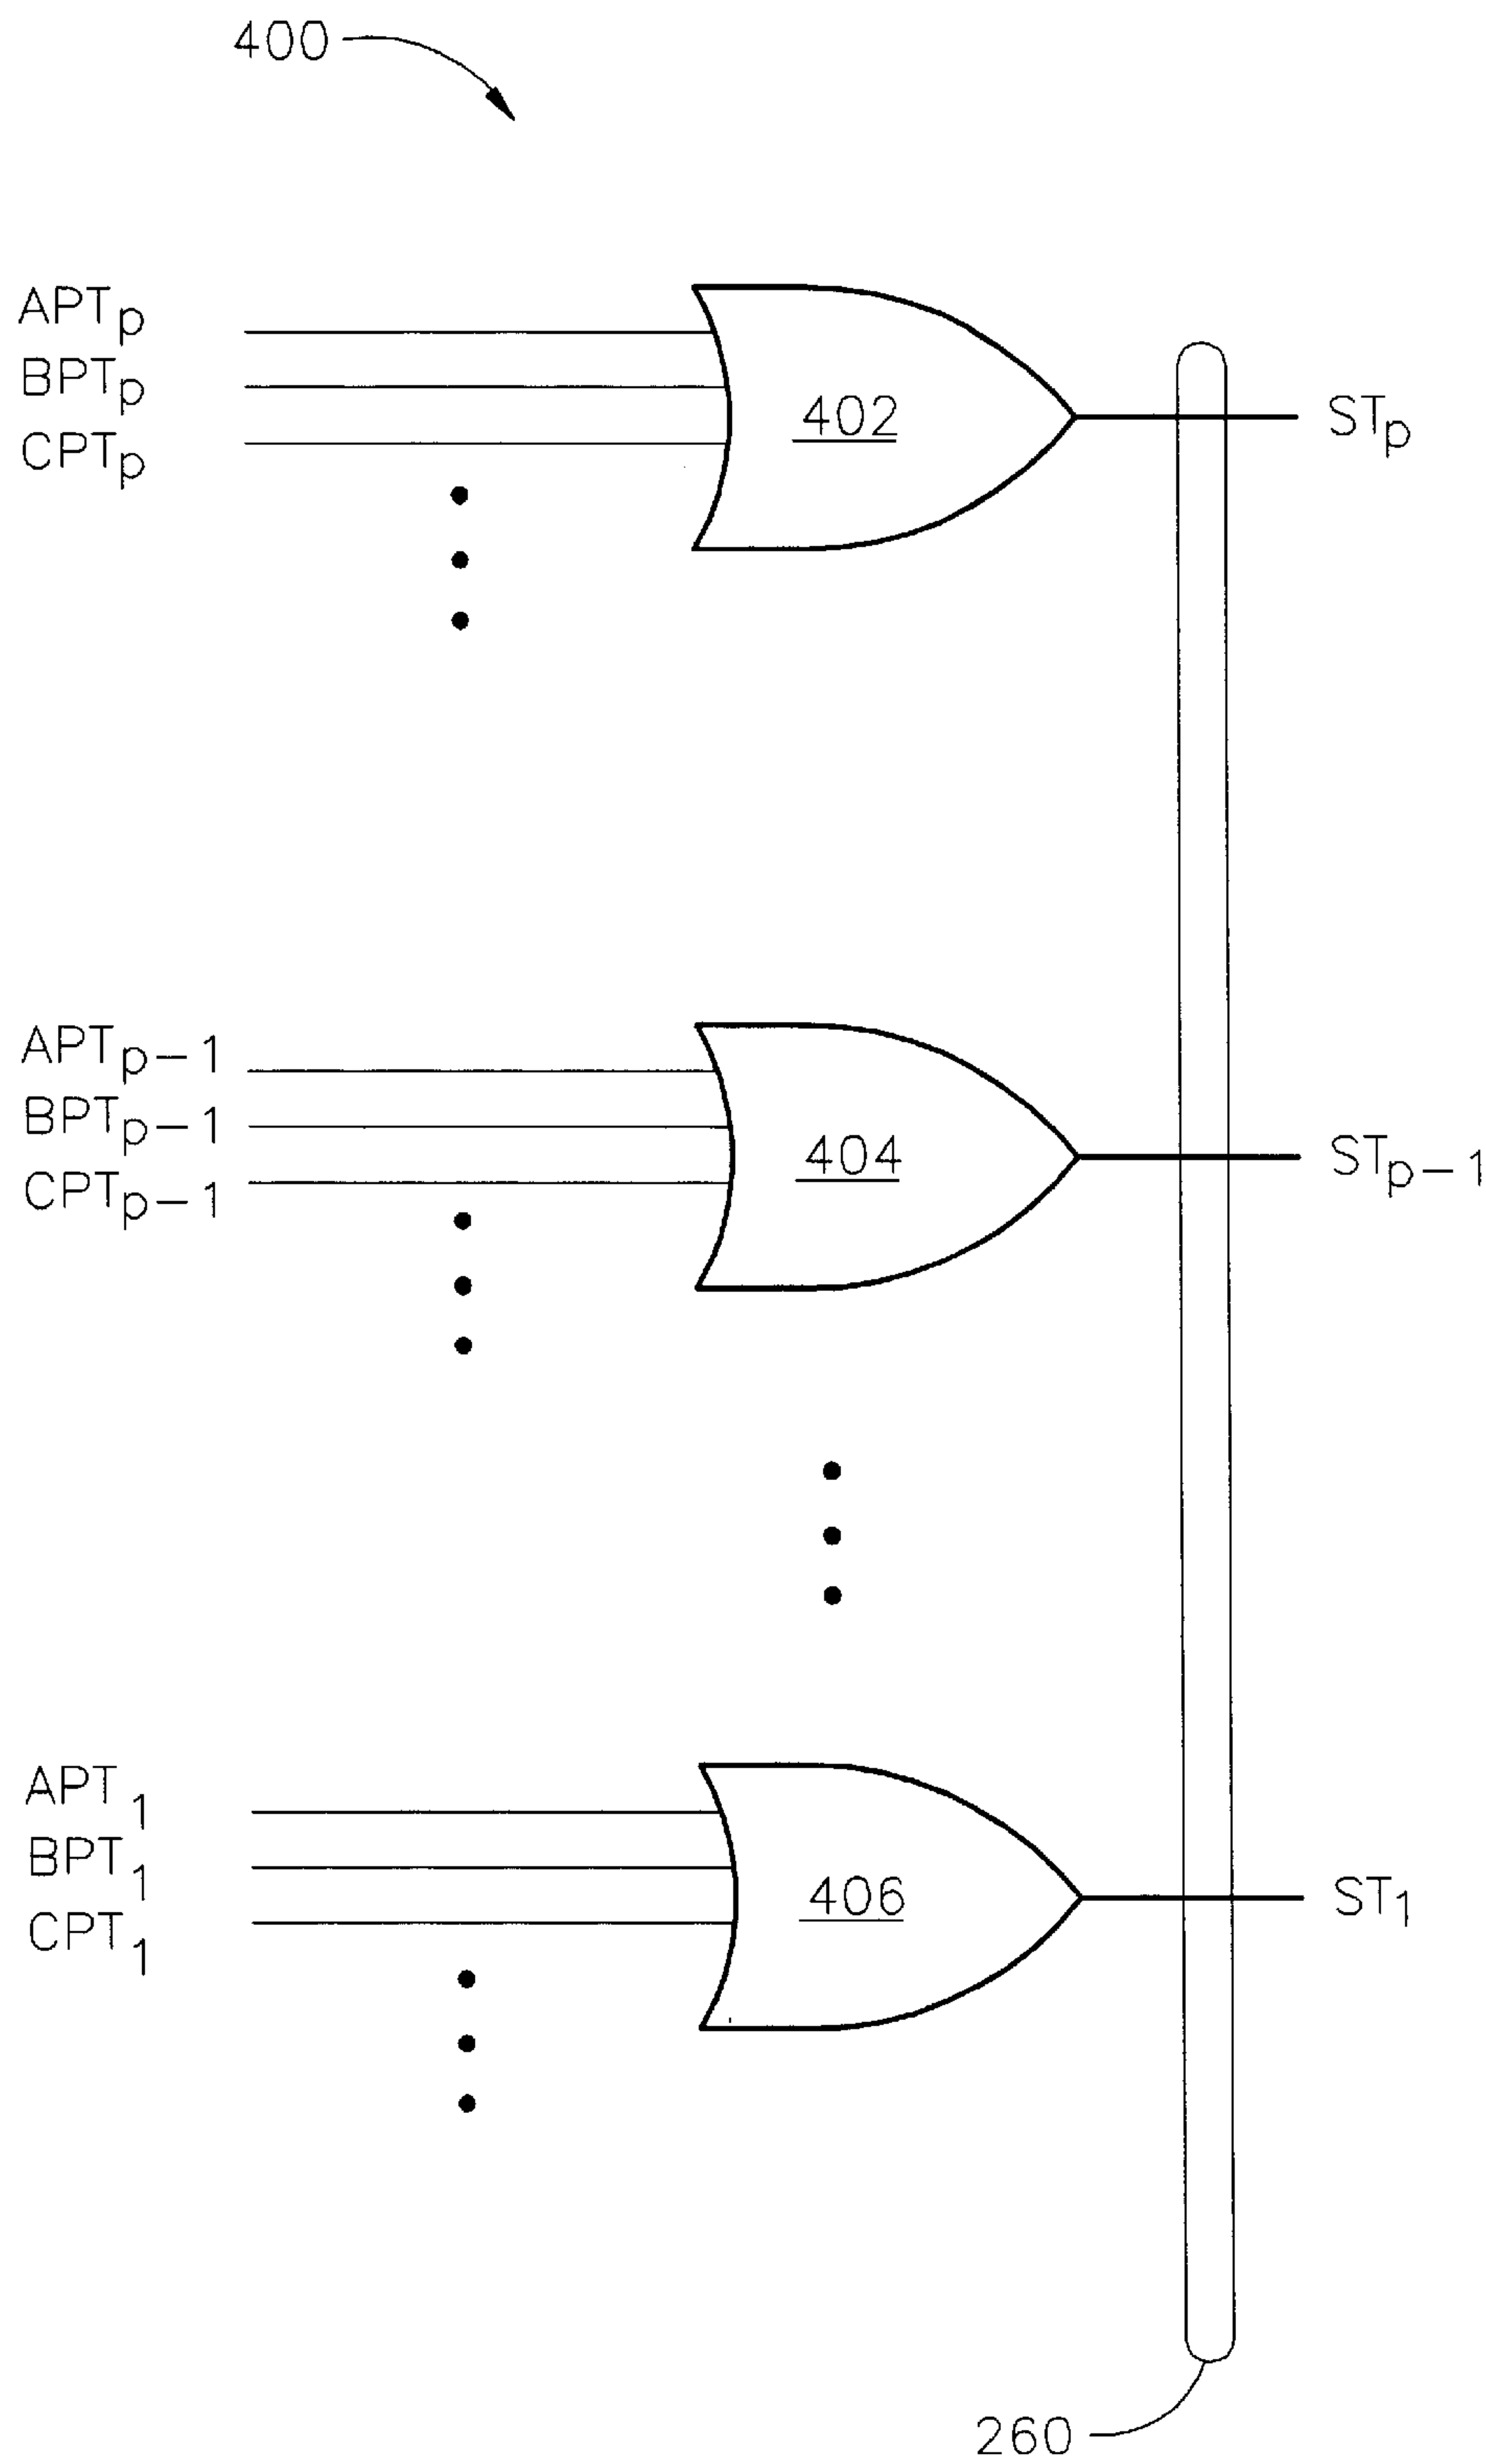 400
APTp
BPTp
CPTp
402
STp
APTp-1
BPTp-1
CPTp-1
404
STp-1
APT1
BPT1
CPT1
406
ST1
260